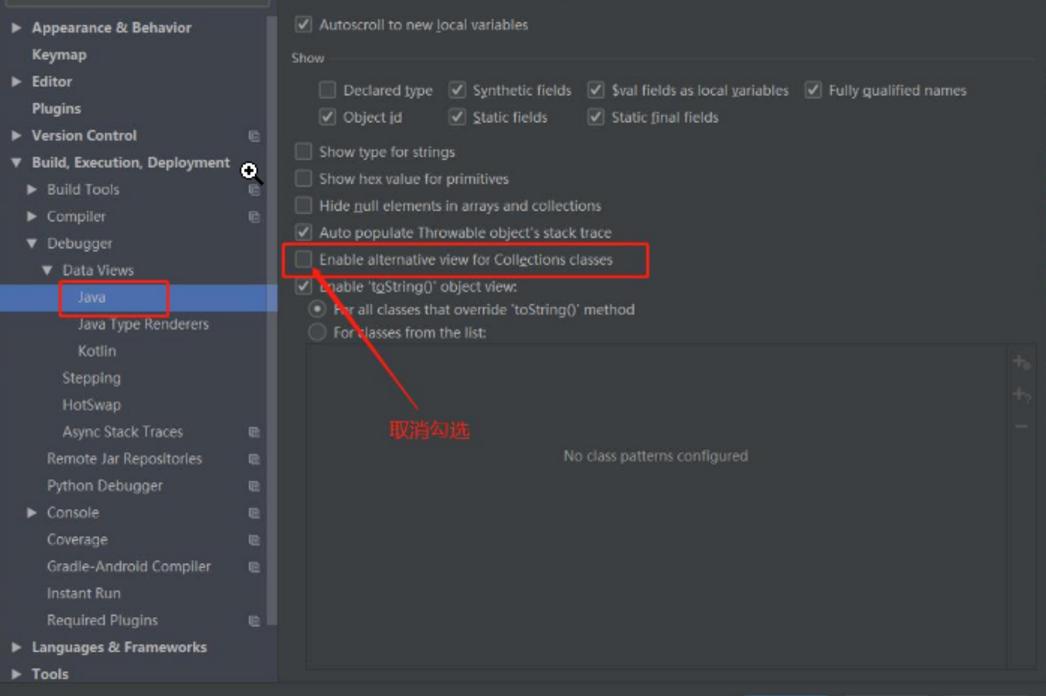 Appearance & Behavior
Keymap
Editor
Plugins
Version Control
Build, Execution, Deployment
Build Tools
Compiler
Debugger
Data Views
Java
Java Type Renderers
Kotlin
Stepping
HotSwap
Async Stack Traces
Remote Jar Repositories
Python Debugger
Console
Coverage
Gradle-Android Compiler
Instant Run
Required Plugins
Languages & Frameworks
Tools
Autoscroll to new local variables
Show
Declared type Synthetic fields $val fields as local variables Fully qualified names
Object id Static fields Static final fields
Show type for strings
Show hex value for primitives
Hide null elements in arrays and collections
Auto populate Throwable object's stack trace
Enable alternative view for Collections classes
Enable 'toString()' object view:
For all classes that override 'toString()' method
For classes from the list:
取消勾选
No class patterns configured